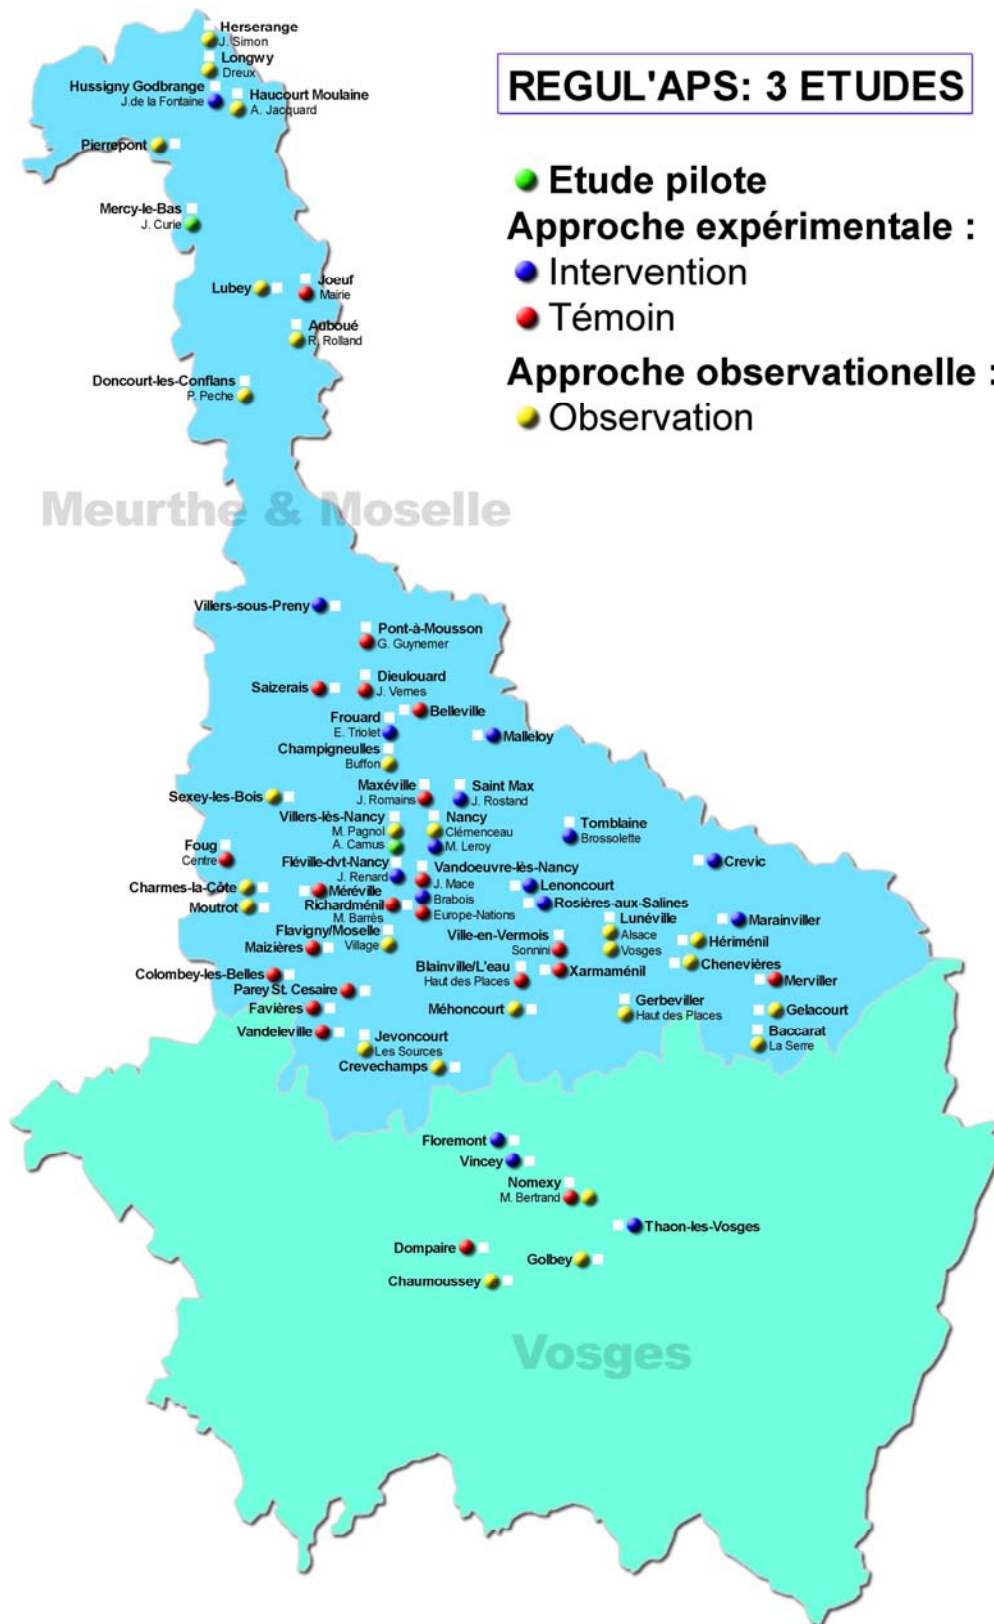 REGUL'APS: 3 ETUDES
Etude pilote
Approche expérimentale :
Intervention
Témoin
Approche observationelle :
Observation
Herserange
J. Simon
Longwy
Dreux
Hussigny Godbrange
J.de la Fontaine
Haucourt Moulaine
A. Jacquard
Pierrepont
Mercy-le-Bas
J. Curie
Lubey
Joeuf
Mairie
Auboué
R. Rolland
Doncourt-les-Conflans
P. Peche
Meurthe & Moselle
Villers-sous-Preny
Pont-à-Mousson
G. Guynemer
Saizerais
Dieulouard
J. Vernes
Belleville
Frouard
E. Triolet
Malleloy
Champigneulles
Buffon
Maxéville
J. Romains
Saint Max
J. Rostand
Sexey-les-Bois
Villers-lès-Nancy
M. Pagnol
A. Camus
Nancy
Clémenceau
M. Leroy
Tomblaine
Brossolette
Foug
Centre
Fléville-dvt-Nancy
J. Renard
Vandoeuvre-lès-Nancy
J. Mace
Brabois
Europe-Nations
Crevic
Charmes-la-Côte
Méréville
Lenoncourt
Moutrot
Richardménil
M. Barrès
Rosières-aux-Salines
Lunéville
Alsace
Vosges
Marainviller
Flavigny/Moselle
Village
Maizières
Ville-en-Vermois
Sonnini
Hériménil
Chenevières
Colombey-les-Belles
Blainville/L'eau
Haut des Places
Xarmaménil
Merviller
Parey St. Cesaire
Favières
Méhoncourt
Gerbeviller
Haut des Places
Gelacourt
Vandeleville
Jevoncourt
Les Sources
Baccarat
La Serre
Crevechamps
Floremont
Vincey
Nomexy
M. Bertrand
Thaon-les-Vosges
Dompaire
Golbey
Chaumoussey
Vosges